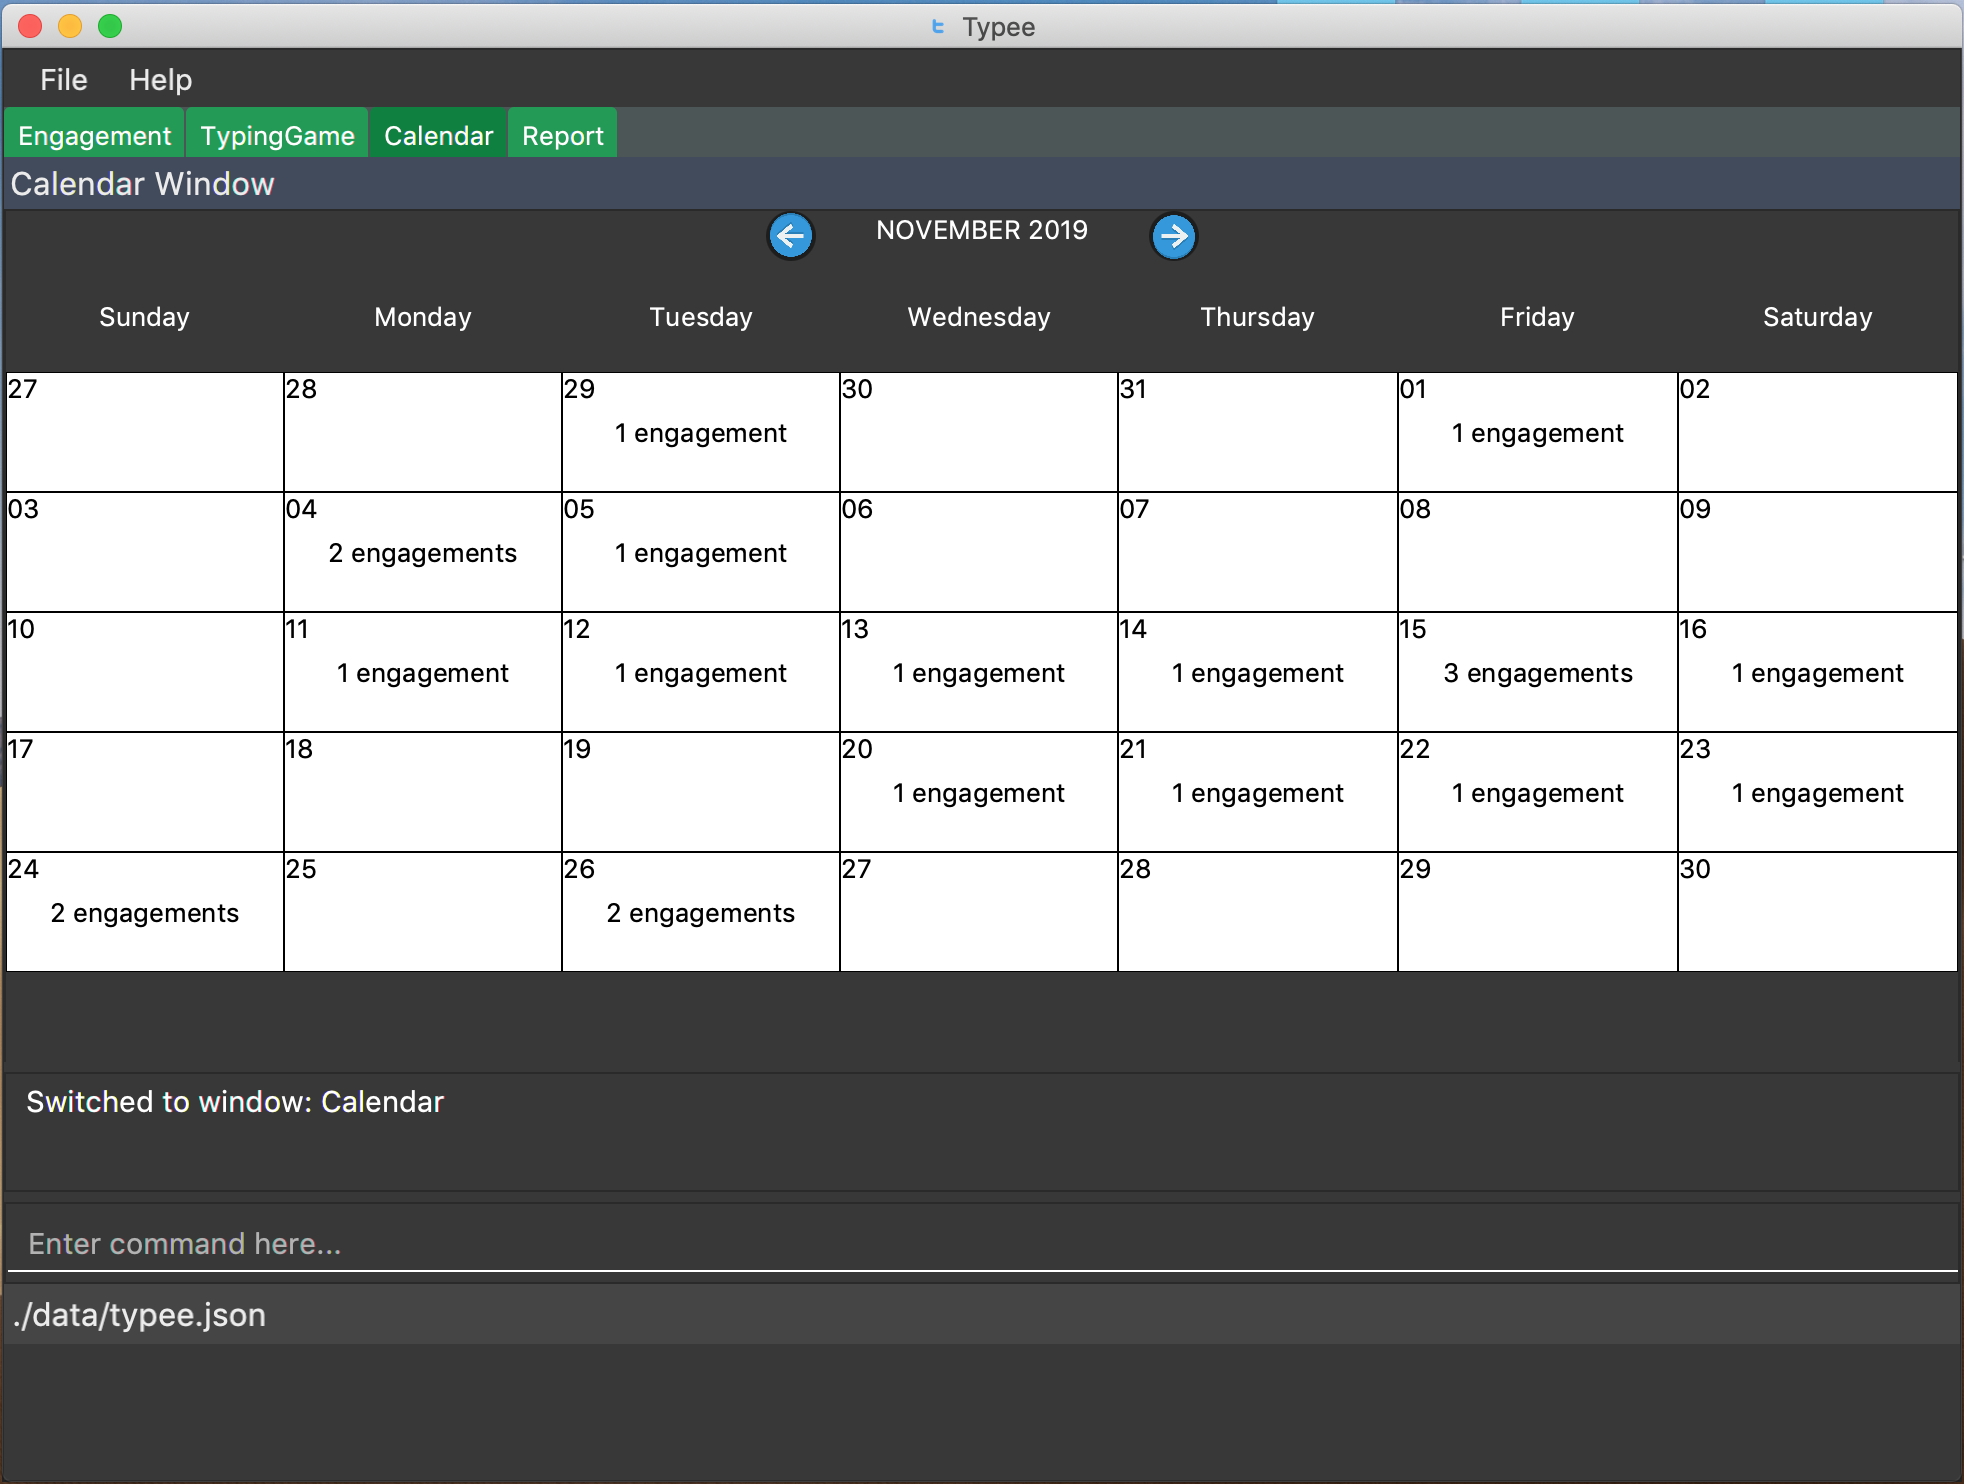 Typee
File Help
Engagement TypingGame Calendar Report
Calendar Window
NOVEMBER 2019
Sunday Monday Tuesday Wednesday Thursday Friday Saturday
27 28 29 30 31 01 02
1 engagement 1 engagement
03 04 05 06 07 08 09
2 engagements 1 engagement
10 11 12 13 14 15 16
1 engagement 1 engagement 1 engagement 1 engagement 3 engagements 1 engagement
17 18 19 20 21 22 23
1 engagement 1 engagement 1 engagement 1 engagement
24 25 26 27 28 29 30
2 engagements 2 engagements
Switched to window: Calendar
Enter command here...
./data/typee.json